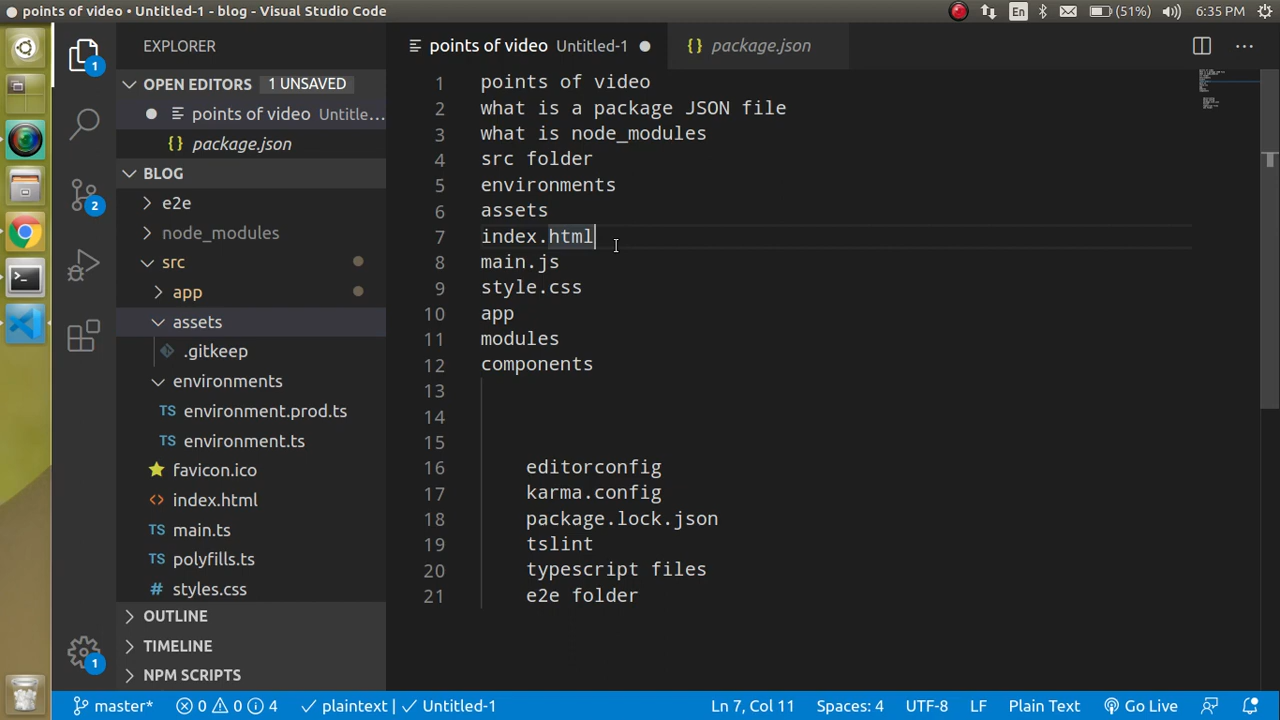 points of video • Untitled-1 - blog - Visual Studio Code
En
(51%)
6:35 PM
EXPLORER
points of video Untitled-1
{} package.json
1
OPEN EDITORS 1 UNSAVED
points of video Untitle...
{} package.json
BLOG
2
e2e
node_modules
src
app
assets
.gitkeep
environments
TS environment.prod.ts
TS environment.ts
favicon.ico
<> index.html
TS main.ts
TS polyfills.ts
# styles.css
OUTLINE
TIMELINE
NPM SCRIPTS
1
1 points of video
2 what is a package JSON file
3 what is node_modules
4 src folder
5 environments
6 assets
7 index.html
8 main.js
9 style.css
10 app
11 modules
12 components
13
14
15
16 editorconfig
17 karma.config
18 package.lock.json
19 tslint
20 typescript files
21 e2e folder
master* 0 0 4 plaintext | Untitled-1 Ln 7, Col 11 Spaces: 4 UTF-8 LF Plain Text Go Live